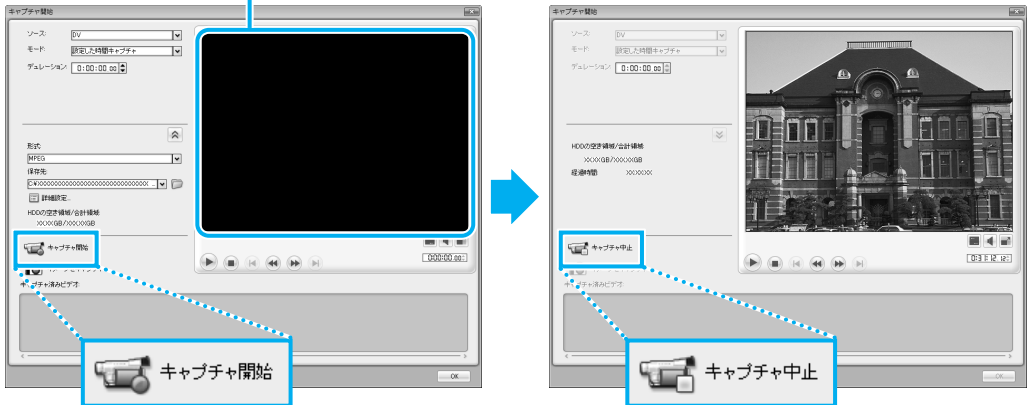 キャプチャ開始
ソース:
DV
モード:
設定した時間キャプチャ
デュレーション:
0:00:00.00
形式:
MPEG
保存先:
詳細設定...
HDDの空き領域/合計領域
XXXXGB/XXXXXGB
キャプチャ開始
0:00:00.00
キャプチャ済みビデオ:
キャプチャ開始
OK
キャプチャ開始
ソース:
DV
モード:
設定した時間キャプチャ
デュレーション:
0:00:00.00
HDDの空き領域/合計領域
XXXXGB/XXXXXGB
経過時間
XXXXXXX
キャプチャ中止
0:31:12.12
キャプチャ済みビデオ:
キャプチャ中止
OK